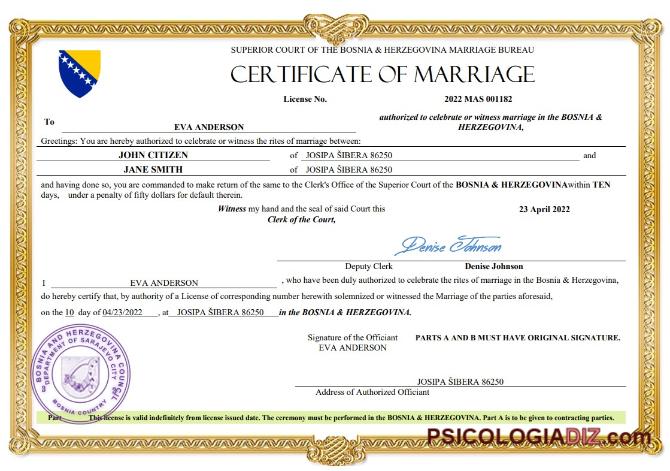 SUPERIOR COURT OF THE BOSNIA & HERZEGOVINA MARRIAGE BUREAU
CERTIFICATE OF MARRIAGE
License No. 2022 MAS 001182
To EVA ANDERSON authorized to celebrate or witness marriage in the BOSNIA &
HERZEGOVINA,
Greetings: You are hereby authorized to celebrate or witness the rites of marriage between:
JOHN CITIZEN of JOSIPA ŠIBERA 86250 and
JANE SMITH of JOSIPA ŠIBERA 86250
and having done so, you are commanded to make return of the same to the Clerk's Office of the Superior Court of the BOSNIA & HERZEGOVINAwithin TEN
days, under a penalty of fifty dollars for default therein.
Witness my hand and the seal of said Court this 23 April 2022
Clerk of the Court,
Denise Johnson
Deputy Clerk Denise Johnson
I EVA ANDERSON , who have been duly authorized to celebrate the rites of marriage in the Bosnia & Herzegovina,
do hereby certify that, by authority of a License of corresponding number herewith solemnized or witnessed the Marriage of the parties aforesaid,
on the 10 day of 04/23/2022 , at JOSIPA ŠIBERA 86250 in the BOSNIA & HERZEGOVINA.
Signature of the Officiant PARTS A AND B MUST HAVE ORIGINAL SIGNATURE.
EVA ANDERSON
BOSNIA AND HERZEGOVINA COUNCIL
DEPARTMENT OF SARAJEVO CITY
BOSNIA COUNTRY
JOSIPA ŠIBERA 86250
Address of Authorized Officiant
Part This license is valid indefinitely from license issued date. The ceremony must be performed in the BOSNIA & HERZEGOVINA. Part A is to be given to contracting parties.
PSICOLOGIADIZ.com